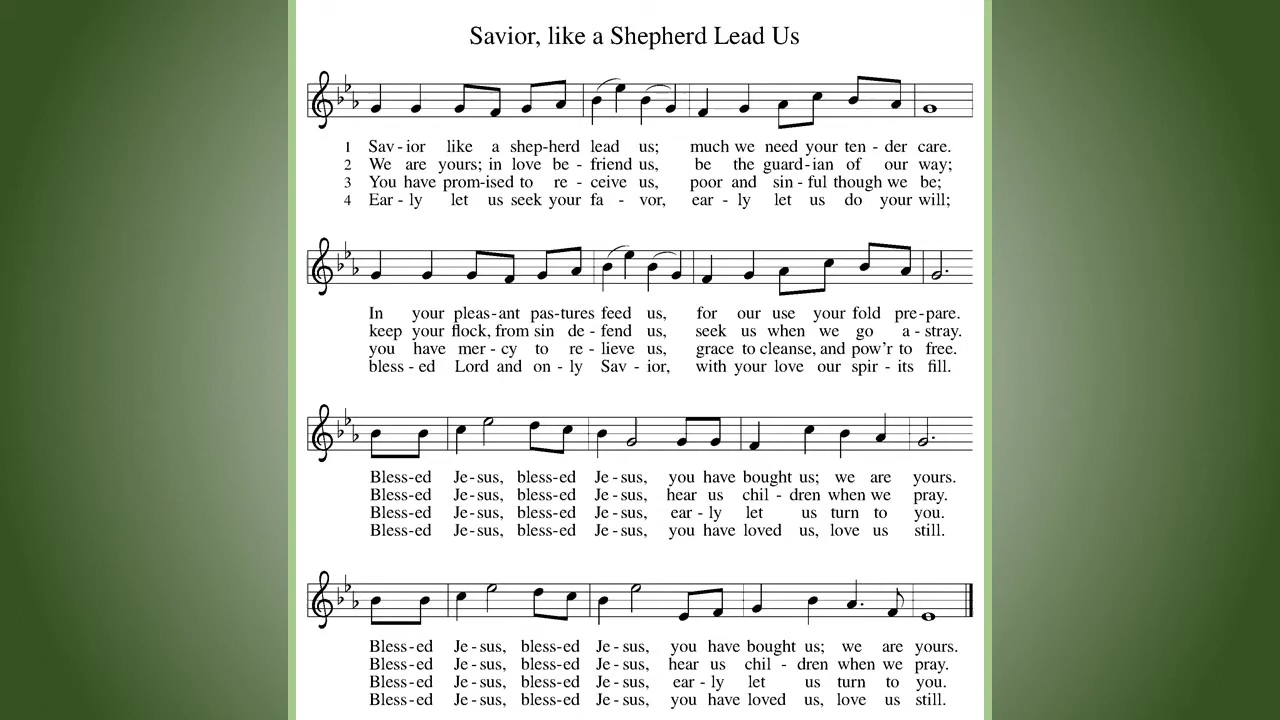 Savior, like a Shepherd Lead Us
1 Sav - ior like a shep-herd lead us; much we need your ten - der care.
2 We are yours; in love be - friend us, be the guard-ian of our way;
3 You have prom-ised to re - ceive us, poor and sin - ful though we be;
4 Ear - ly let us seek your fa - vor, ear - ly let us do your will;
In your pleas-ant pas-tures feed us, for our use your fold pre-pare.
keep your flock, from sin de - fend us, seek us when we go a - stray.
you have mer - cy to re - lieve us, grace to cleanse, and pow'r to free.
bless - ed Lord and on - ly Sav - ior, with your love our spir - its fill.
Bless-ed Je-sus, bless-ed Je-sus, you have bought us; we are yours.
Bless-ed Je-sus, bless-ed Je-sus, hear us chil - dren when we pray.
Bless-ed Je-sus, bless-ed Je-sus, ear - ly let us turn to you.
Bless-ed Je-sus, bless-ed Je-sus, you have loved us, love us still.
Bless-ed Je-sus, bless-ed Je-sus, you have bought us; we are yours.
Bless-ed Je-sus, bless-ed Je-sus, hear us chil - dren when we pray.
Bless-ed Je-sus, bless-ed Je-sus, ear - ly let us turn to you.
Bless-ed Je-sus, bless-ed Je-sus, you have loved us, love us still.